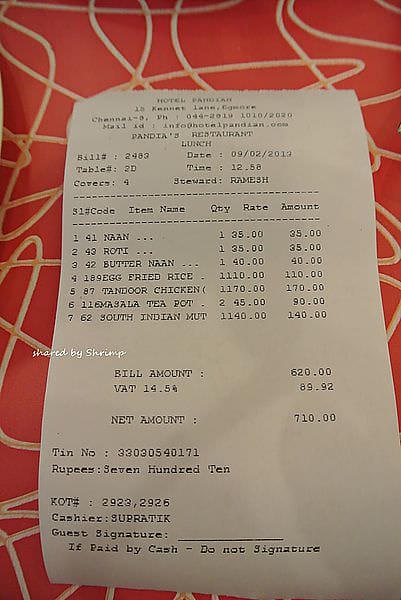 HOTEL PANDIAN
15 Kennet lane,Egmore
Chennai-8, Ph : 044-2819 1010/2020
Mail id : info@hotelpandian.com
PANDIA'S RESTAURANT
LUNCH
Bill# : 2483 Date : 09/02/2013
Table#: 2D Time : 12.58
Covers: 4 Steward: RAMESH
Sl#Code Item Name Qty Rate Amount
1 41 NAAN ... 1 35.00 35.00
2 43 ROTI ... 1 35.00 35.00
3 42 BUTTER NAAN ... 1 40.00 40.00
4 189EGG FRIED RICE . 1110.00 110.00
5 87 TANDOOR CHICKEN( 1170.00 170.00
6 116MASALA TEA POT . 2 45.00 90.00
7 62 SOUTH INDIAN MUT 1140.00 140.00
shared by Shrimp
BILL AMOUNT : 620.00
VAT 14.5% 89.92
NET AMOUNT : 710.00
Tin No : 33030540171
Rupees:Seven Hundred Ten
KOT# : 2923,2926
Cashier:SUPRATIK
Guest Signature: _______________
If Paid by Cash - Do not Signature